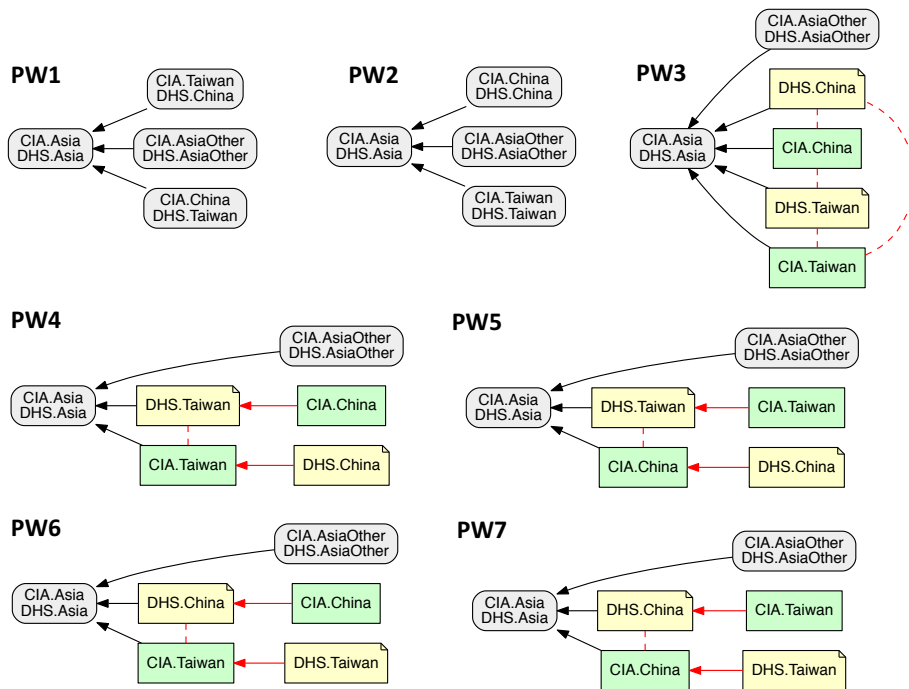 PW1
CIA.Taiwan
DHS.China
CIA.Asia
DHS.Asia
CIA.AsiaOther
DHS.AsiaOther
CIA.China
DHS.Taiwan
PW2
CIA.China
DHS.China
CIA.Asia
DHS.Asia
CIA.AsiaOther
DHS.AsiaOther
CIA.Taiwan
DHS.Taiwan
PW3
CIA.AsiaOther
DHS.AsiaOther
DHS.China
CIA.Asia
DHS.Asia
CIA.China
DHS.Taiwan
CIA.Taiwan
PW4
CIA.AsiaOther
DHS.AsiaOther
CIA.Asia
DHS.Asia
DHS.Taiwan
CIA.China
CIA.Taiwan
DHS.China
PW5
CIA.AsiaOther
DHS.AsiaOther
CIA.Asia
DHS.Asia
DHS.Taiwan
CIA.Taiwan
CIA.China
DHS.China
PW6
CIA.AsiaOther
DHS.AsiaOther
CIA.Asia
DHS.Asia
DHS.China
CIA.China
CIA.Taiwan
DHS.Taiwan
PW7
CIA.AsiaOther
DHS.AsiaOther
CIA.Asia
DHS.Asia
DHS.China
CIA.Taiwan
CIA.China
DHS.Taiwan